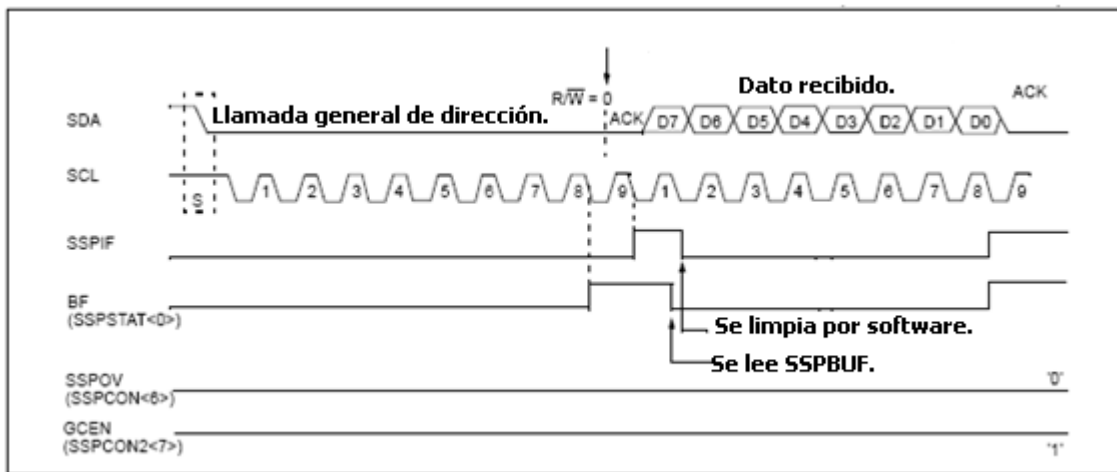 R/W = 0
Dato recibido.
ACK
SDA
Llamada general de dirección.
ACK
D7 D6 D5 D4 D3 D2 D1 D0
SCL
S
1 2 3 4 5 6 7 8 9 1 2 3 4 5 6 7 8 9
SSPIF
BF
(SSPSTAT<0>)
Se limpia por software.
Se lee SSPBUF.
SSPOV
(SSPCON<6>)
"0"
GCEN
(SSPCON2<7>)
"1"